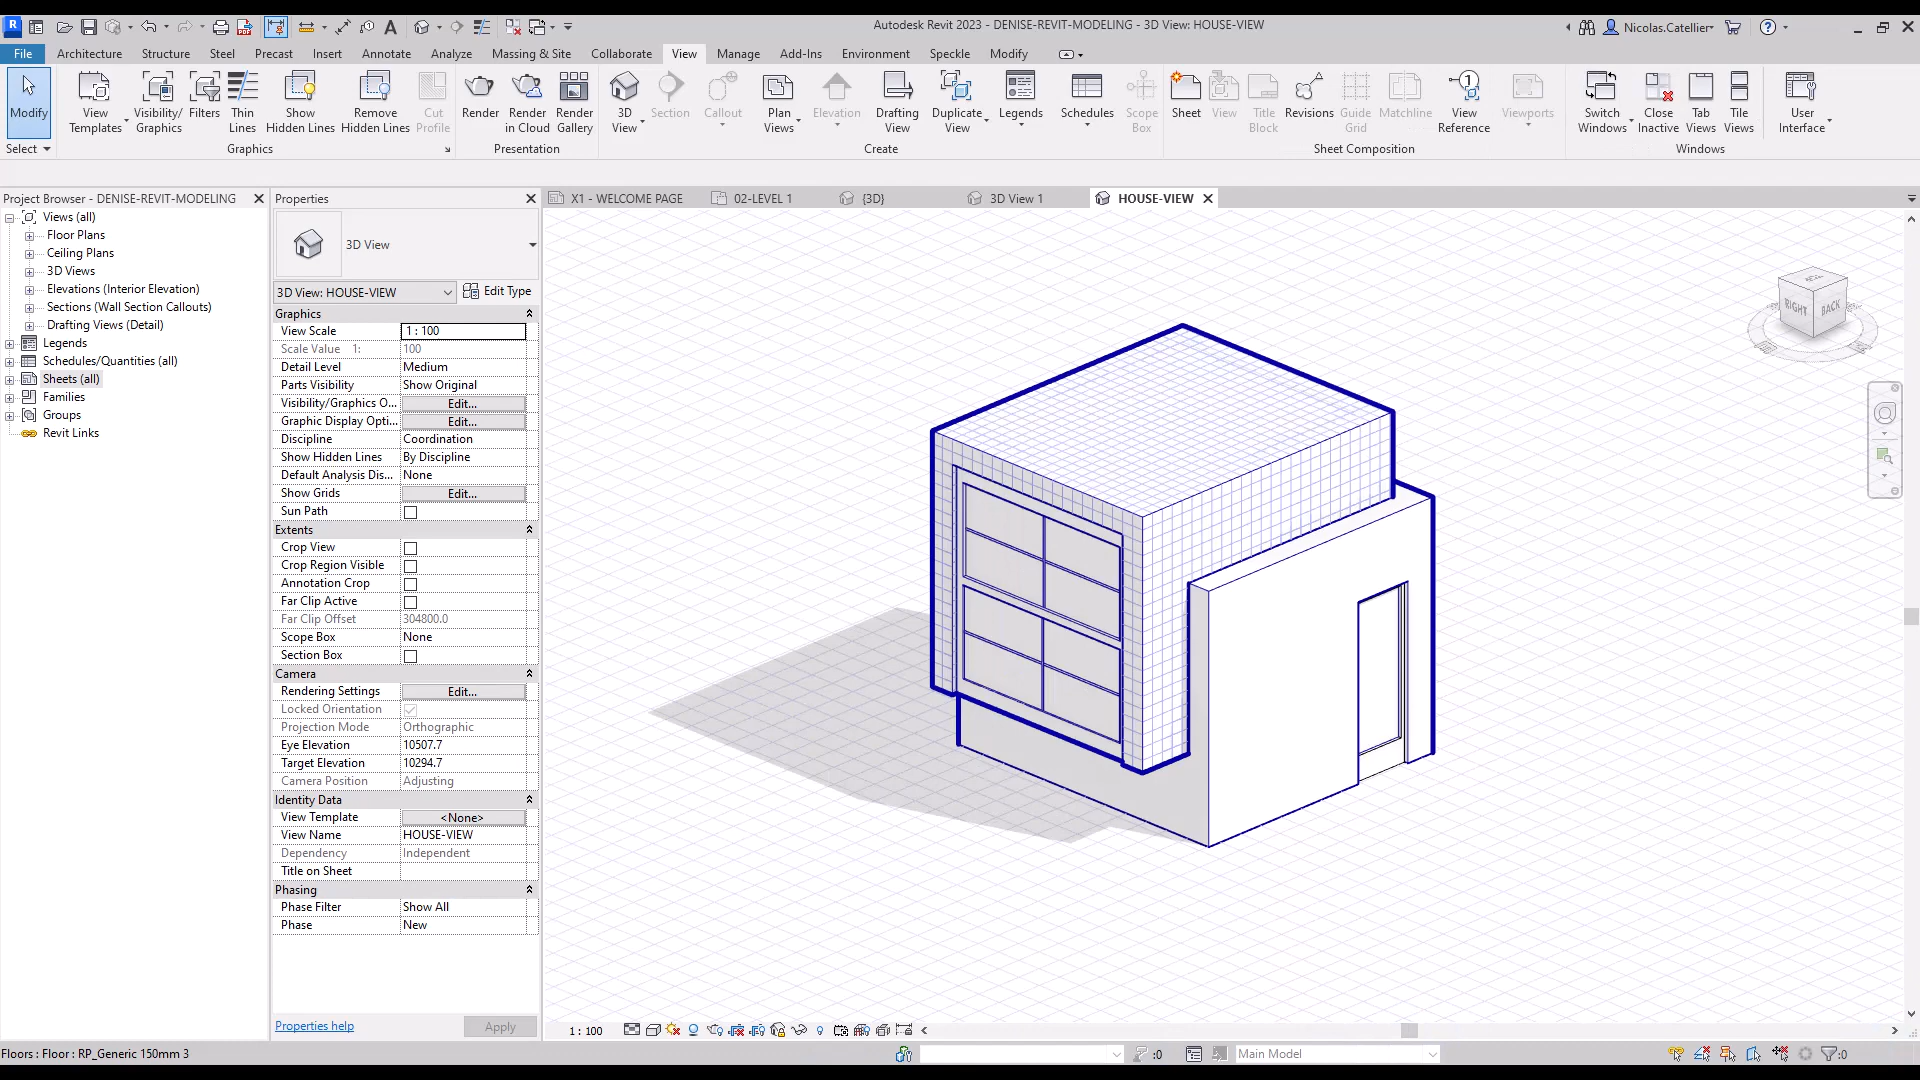 Autodesk Revit 2023 - DENISE-REVIT-MODELING - 3D View: HOUSE-VIEW
Nicolas.Catellier
File Architecture Structure Steel Precast Insert Annotate Analyze Massing & Site Collaborate View Manage Add-Ins Environment Speckle Modify
Modify
View Templates
Visibility/ Graphics
Filters
Thin Lines
Show Hidden Lines
Remove Hidden Lines
Cut Profile
Render
Render in Cloud
Render Gallery
3D View
Section
Callout
Plan Views
Elevation
Drafting View
Duplicate View
Legends
Schedules
Scope Box
Sheet
View
Title Block
Revisions
Guide Grid
Matchline
View Reference
Viewports
Switch Windows
Close Inactive
Tab Views
Tile Views
User Interface
Select Graphics Presentation Create Sheet Composition Windows
Project Browser - DENISE-REVIT-MODELING
Views (all)
Floor Plans
Ceiling Plans
3D Views
Elevations (Interior Elevation)
Sections (Wall Section Callouts)
Drafting Views (Detail)
Legends
Schedules/Quantities (all)
Sheets (all)
Families
Groups
Revit Links
Properties
3D View
3D View: HOUSE-VIEW Edit Type
Graphics
View Scale 1 : 100
Scale Value 1: 100
Detail Level Medium
Parts Visibility Show Original
Visibility/Graphics O... Edit...
Graphic Display Opti... Edit...
Discipline Coordination
Show Hidden Lines By Discipline
Default Analysis Dis... None
Show Grids Edit...
Sun Path
Extents
Crop View
Crop Region Visible
Annotation Crop
Far Clip Active
Far Clip Offset 304800.0
Scope Box None
Section Box
Camera
Rendering Settings Edit...
Locked Orientation
Projection Mode Orthographic
Eye Elevation 10507.7
Target Elevation 10294.7
Camera Position Adjusting
Identity Data
View Template <None>
View Name HOUSE-VIEW
Dependency Independent
Title on Sheet
Phasing
Phase Filter Show All
Phase New
Properties help Apply
X1 - WELCOME PAGE 02-LEVEL 1 {3D} 3D View 1 HOUSE-VIEW
RIGHT BACK
1 : 100
Floors : Floor : RP_Generic 150mm 3
:0 Main Model :0